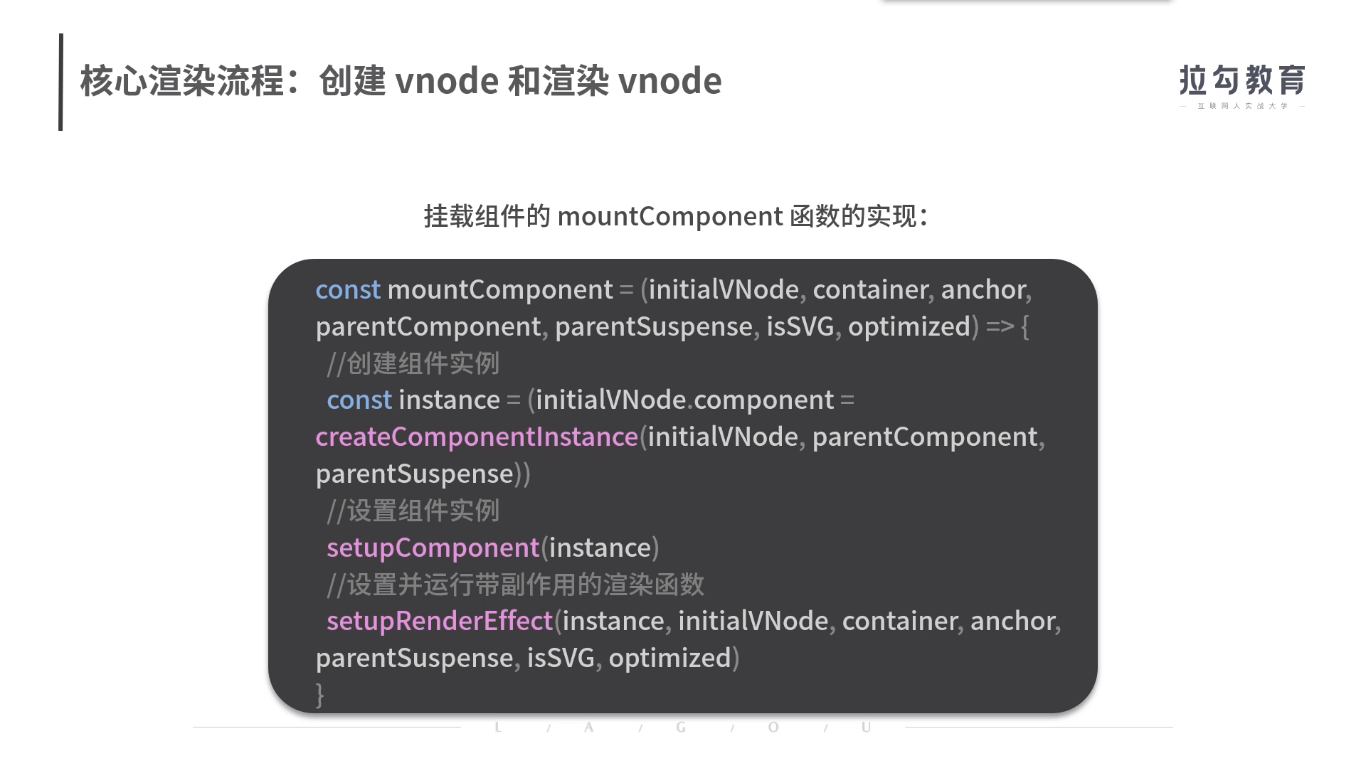 核心渲染流程：创建 vnode 和渲染 vnode
拉勾教育
互联网人实战大学
挂载组件的 mountComponent 函数的实现：
const mountComponent = (initialVNode, container, anchor,
parentComponent, parentSuspense, isSVG, optimized) => {
//创建组件实例
const instance = (initialVNode.component =
createComponentInstance(initialVNode, parentComponent,
parentSuspense))
//设置组件实例
setupComponent(instance)
//设置并运行带副作用的渲染函数
setupRenderEffect(instance, initialVNode, container, anchor,
parentSuspense, isSVG, optimized)
}
L / A / G / O / U